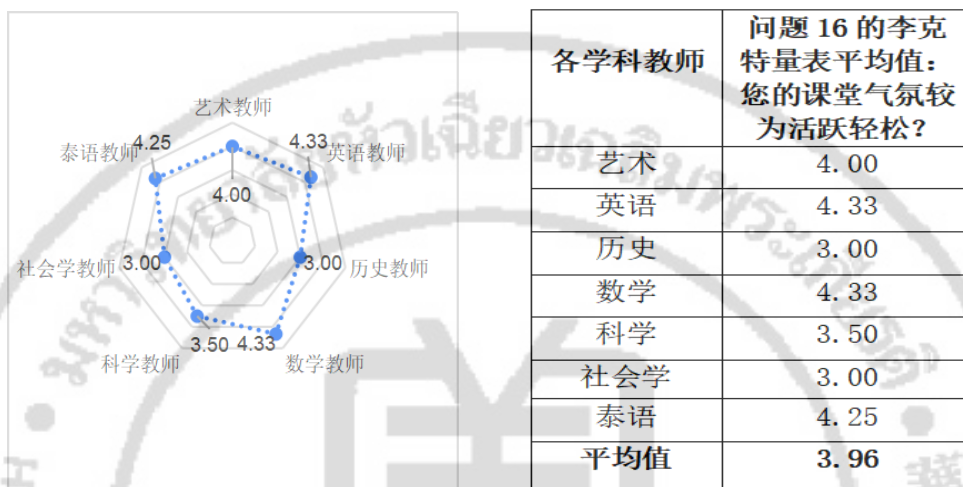 艺术教师
4.25
4.33
泰语教师
英语教师
4.00
社会学教师
3.00
3.00
历史教师
3.50
4.33
科学教师
数学教师
各学科教师
问题 16 的李克
特量表平均值:
您的课堂气氛较
为活跃轻松?
艺术 4.00
英语 4.33
历史 3.00
数学 4.33
科学 3.50
社会学 3.00
泰语 4.25
平均值 3.96